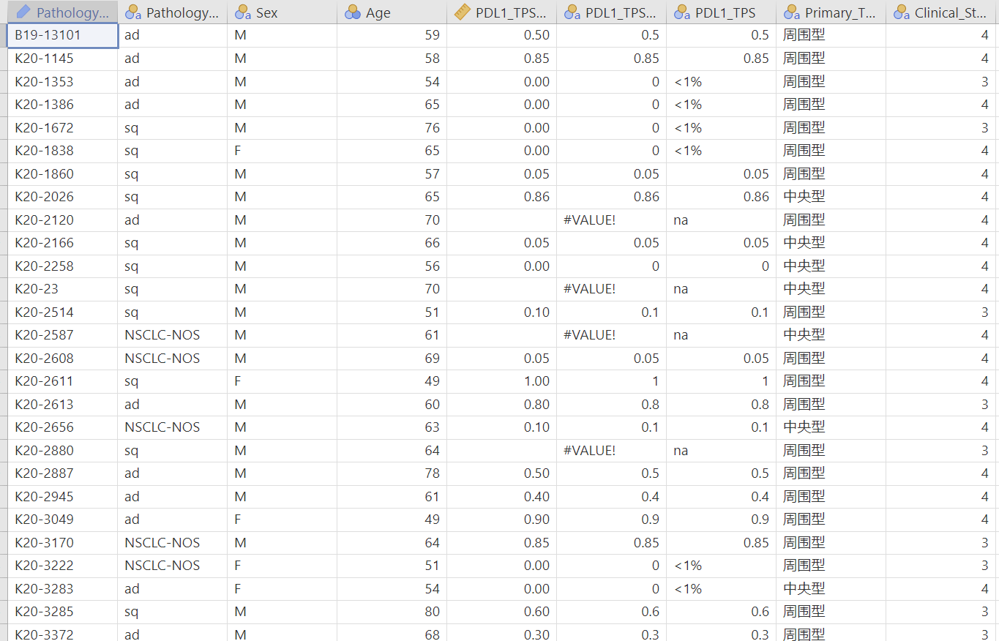 Pathology... Pathology... Sex Age PDL1_TPS... PDL1_TPS... PDL1_TPS Primary_T... Clinical_St...
B19-13101 ad M 59 0.50 0.5 0.5 周围型 4
K20-1145 ad M 58 0.85 0.85 0.85 周围型 4
K20-1353 ad M 54 0.00 0 <1% 周围型 3
K20-1386 ad M 65 0.00 0 <1% 周围型 4
K20-1672 sq M 76 0.00 0 <1% 周围型 3
K20-1838 sq F 65 0.00 0 <1% 周围型 4
K20-1860 sq M 57 0.05 0.05 0.05 周围型 4
K20-2026 sq M 65 0.86 0.86 0.86 中央型 4
K20-2120 ad M 70 #VALUE! na 周围型 4
K20-2166 sq M 66 0.05 0.05 0.05 中央型 4
K20-2258 sq M 56 0.00 0 0 中央型 4
K20-23 sq M 70 #VALUE! na 中央型 4
K20-2514 sq M 51 0.10 0.1 0.1 周围型 3
K20-2587 NSCLC-NOS M 61 #VALUE! na 中央型 4
K20-2608 NSCLC-NOS M 69 0.05 0.05 0.05 周围型 4
K20-2611 sq F 49 1.00 1 1 周围型 4
K20-2613 ad M 60 0.80 0.8 0.8 周围型 3
K20-2656 NSCLC-NOS M 63 0.10 0.1 0.1 中央型 4
K20-2880 sq M 64 #VALUE! na 周围型 3
K20-2887 ad M 78 0.50 0.5 0.5 周围型 4
K20-2945 ad M 61 0.40 0.4 0.4 周围型 4
K20-3049 ad F 49 0.90 0.9 0.9 周围型 4
K20-3170 NSCLC-NOS M 64 0.85 0.85 0.85 周围型 3
K20-3222 NSCLC-NOS F 51 0.00 0 <1% 周围型 3
K20-3283 ad F 54 0.00 0 <1% 中央型 4
K20-3285 sq M 80 0.60 0.6 0.6 周围型 3
K20-3372 ad M 68 0.30 0.3 0.3 周围型 4